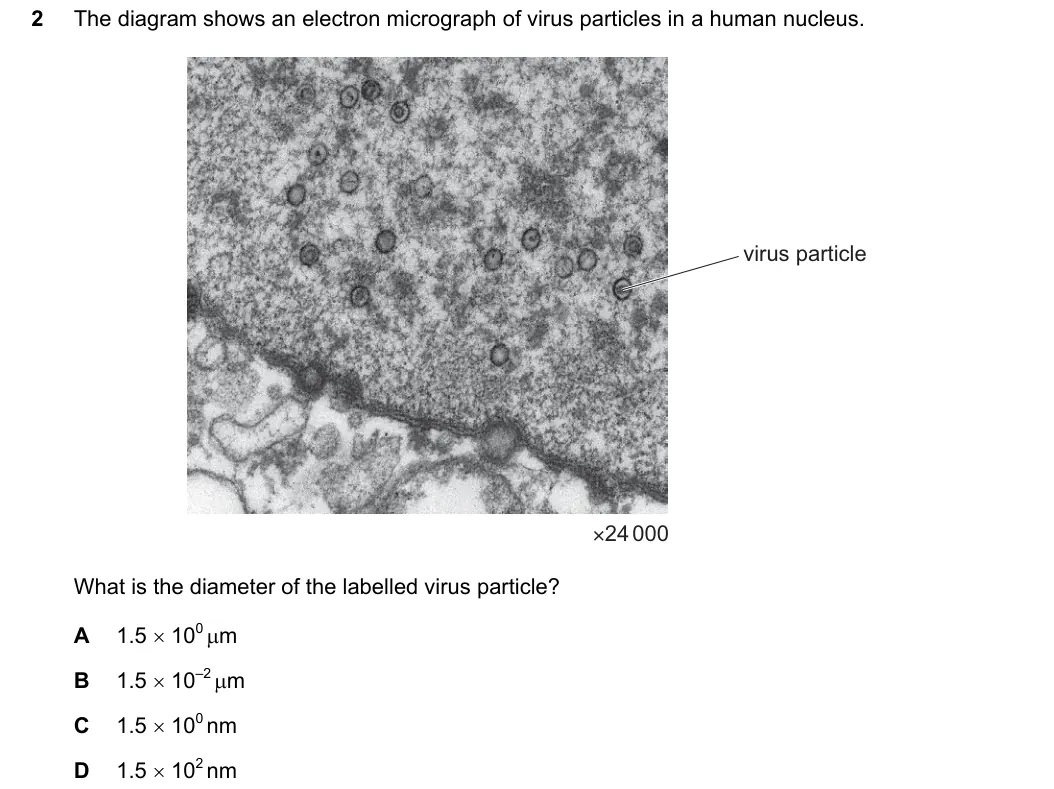 2 The diagram shows an electron micrograph of virus particles in a human nucleus.
virus particle
×24 000
What is the diameter of the labelled virus particle?
A 1.5 × 10⁰ μm
B 1.5 × 10⁻² μm
C 1.5 × 10⁰ nm
D 1.5 × 10² nm